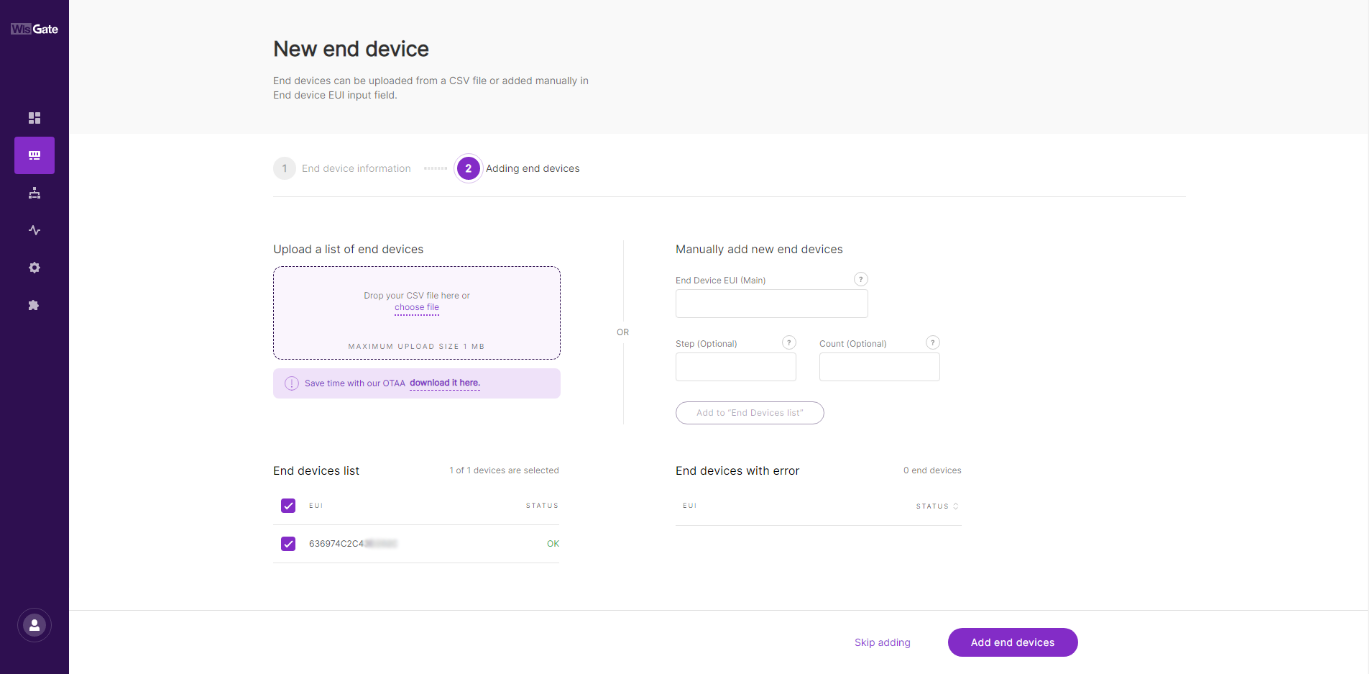 WisGate
New end device
End devices can be uploaded from a CSV file or added manually in
End device EUI input field.
1 End device information
2 Adding end devices
Upload a list of end devices
Drop your CSV file here or
choose file
MAXIMUM UPLOAD SIZE 1 MB
Save time with our OTAA download it here.
OR
Manually add new end devices
End Device EUI (Main) ?
Step (Optional) ? Count (Optional) ?
Add to "End Devices list"
End devices list 1 of 1 devices are selected
EUI STATUS
636974C2C4 OK
End devices with error 0 end devices
EUI STATUS
Skip adding Add end devices